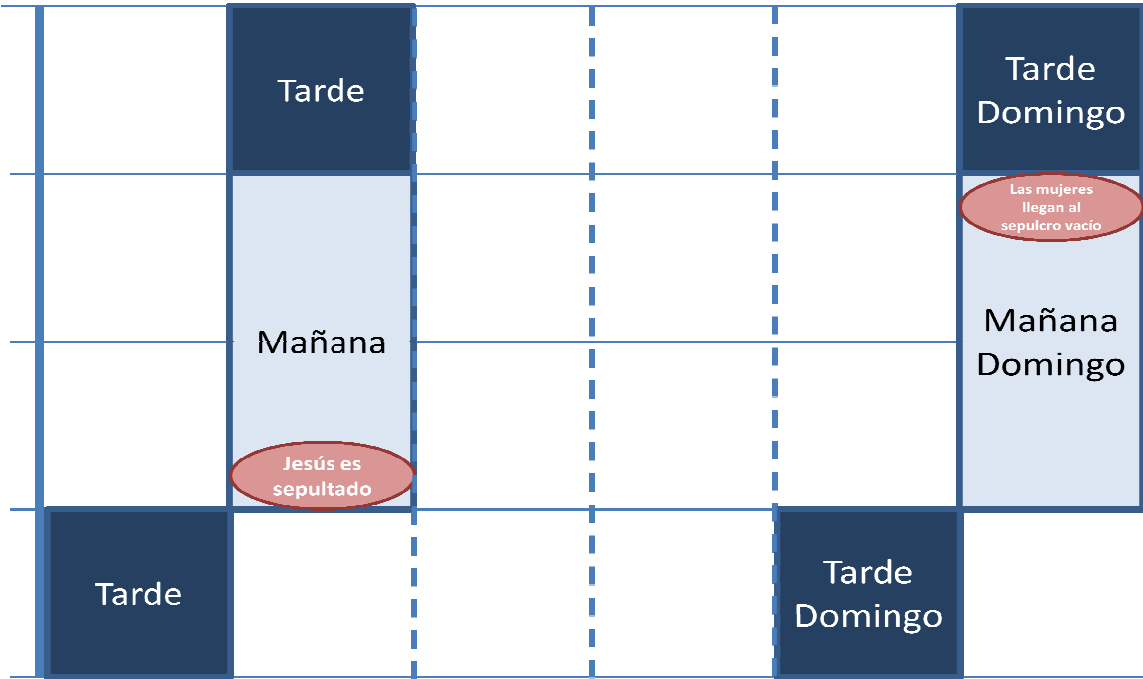 Tarde
Tarde
Domingo
Las mujeres
llegan al
sepulcro vacío
Mañana
Mañana
Domingo
Jesús es
sepultado
Tarde
Tarde
Domingo